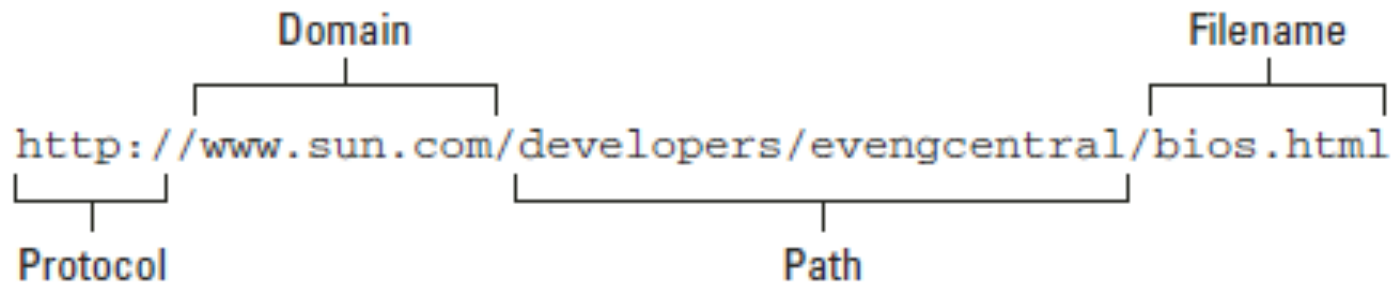 Domain Filename
http://www.sun.com/developers/evengcentral/bios.html
Protocol Path